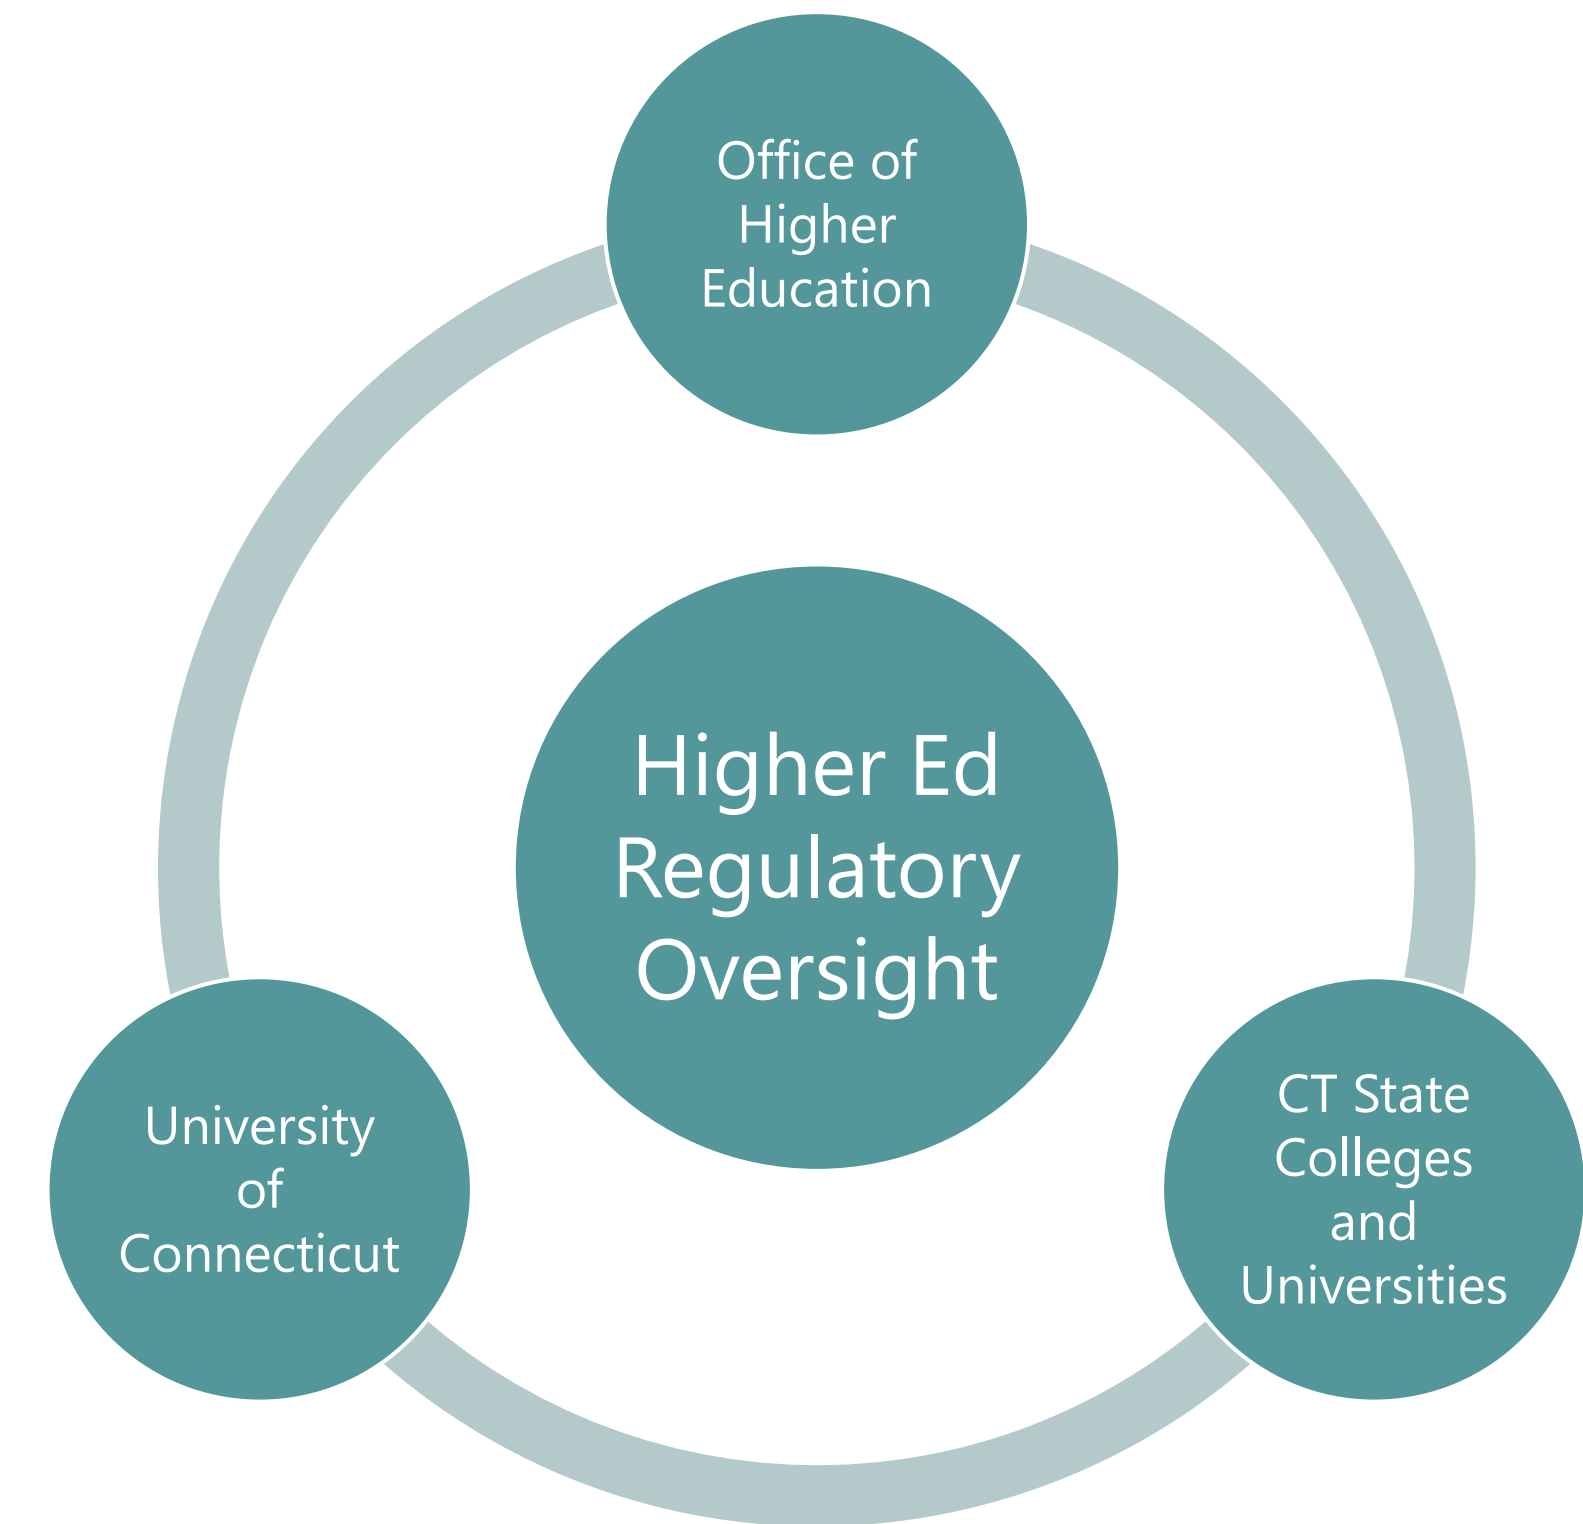 Office of
Higher
Education
Higher Ed
Regulatory
Oversight
University
of
Connecticut
CT State
Colleges
and
Universities